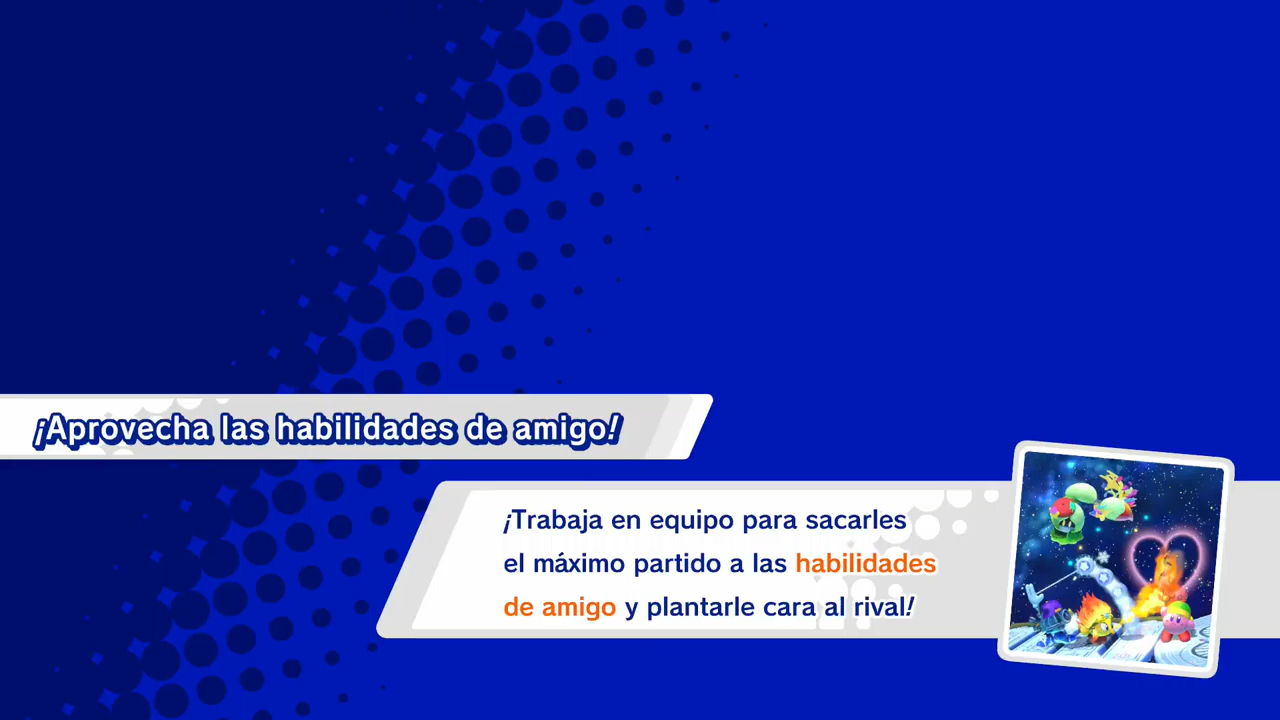 ¡Aprovecha las habilidades de amigo!
¡Trabaja en equipo para sacarles
el máximo partido a las habilidades
de amigo y plantarle cara al rival!